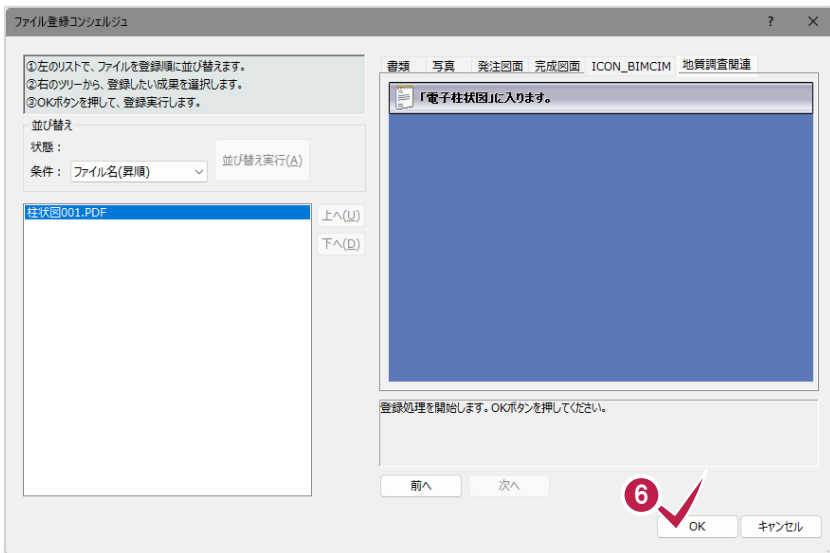 ファイル登録コンシェルジュ
①左のリストで、ファイルを登録順に並び替えます。
②右のツリーから、登録したい成果を選択します。
③OKボタンを押して、登録実行します。
並び替え
状態：
条件： ファイル名(昇順)
並び替え実行(A)
柱状図001.PDF
上へ(U)
下へ(D)
書類 写真 発注図面 完成図面 ICON_BIMCIM 地質調査関連
「電子柱状図」に入ります。
登録処理を開始します。OKボタンを押してください。
前へ 次へ
6
OK キャンセル